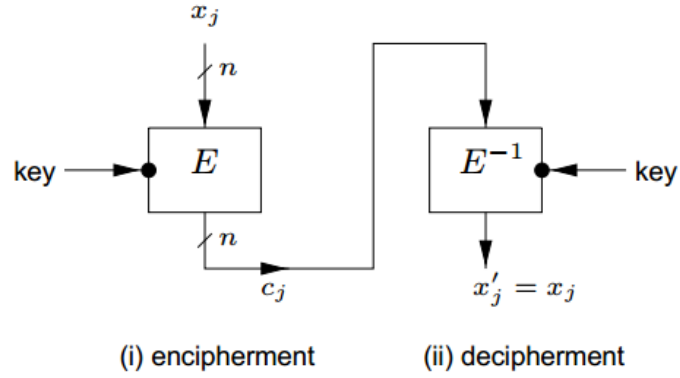 x_j
n
key E E^{-1} key
n
c_j x'_j = x_j
(i) encipherment (ii) decipherment